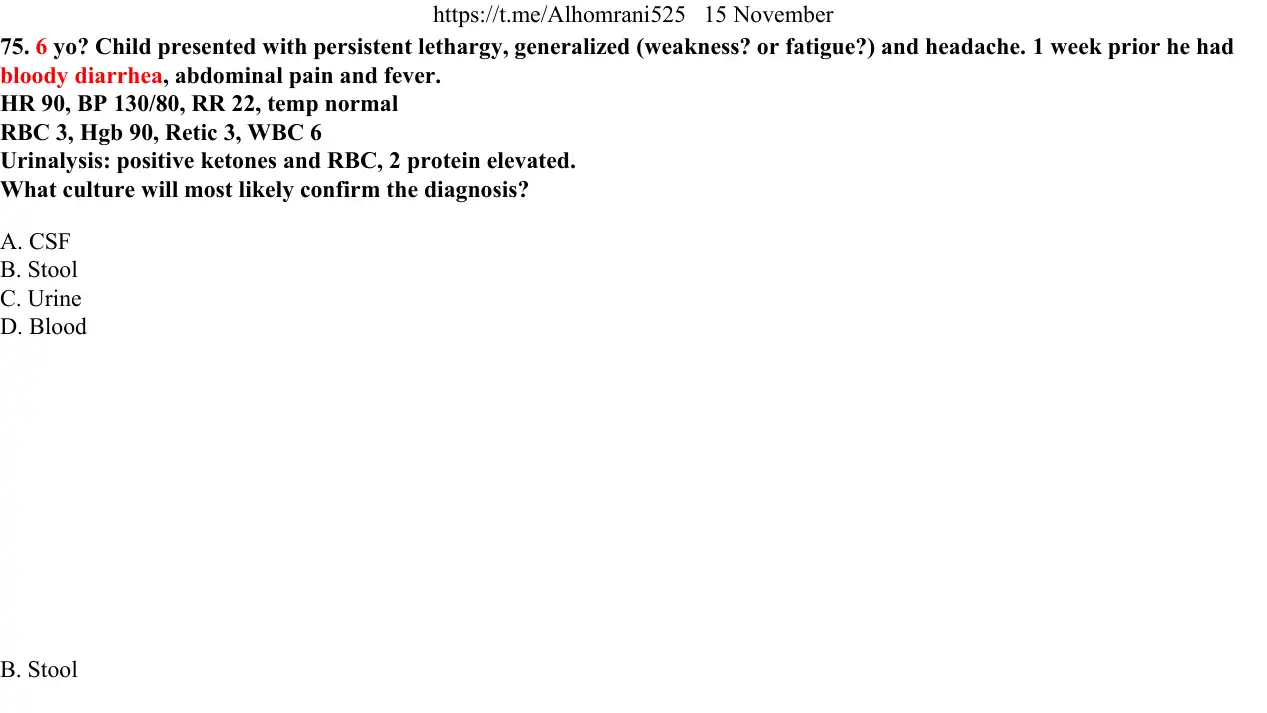 https://t.me/Alhomrani525 15 November
75. 6 yo? Child presented with persistent lethargy, generalized (weakness? or fatigue?) and headache. 1 week prior he had
bloody diarrhea, abdominal pain and fever.
HR 90, BP 130/80, RR 22, temp normal
RBC 3, Hgb 90, Retic 3, WBC 6
Urinalysis: positive ketones and RBC, 2 protein elevated.
What culture will most likely confirm the diagnosis?
A. CSF
B. Stool
C. Urine
D. Blood
B. Stool